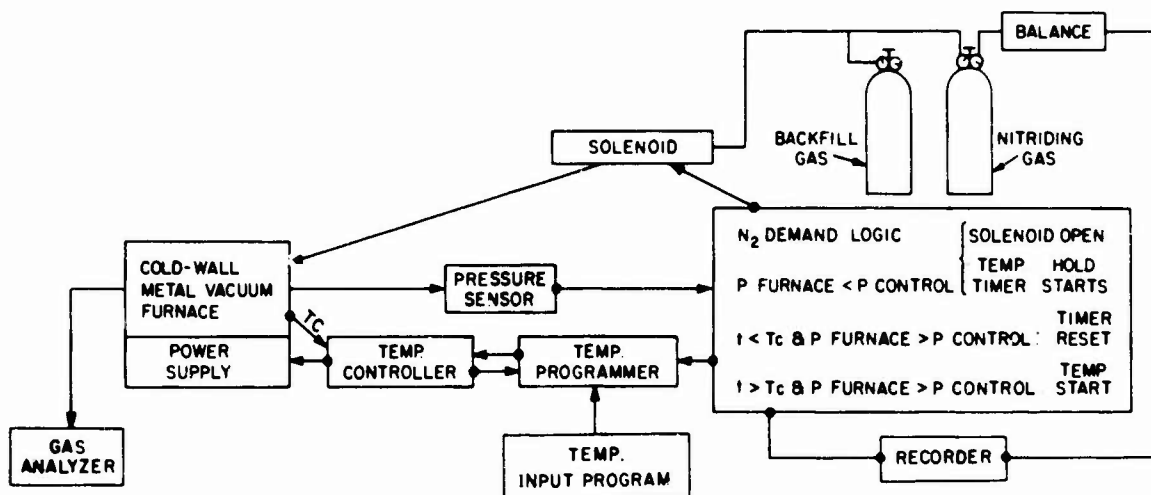 BALANCE
BACKFILL
GAS
NITRIDING
GAS
SOLENOID
N2 DEMAND LOGIC
SOLENOID OPEN
TEMP HOLD
P FURNACE < P CONTROL
TIMER STARTS
t < Tc & P FURNACE > P CONTROL:
TIMER
RESET
t > Tc & P FURNACE > P CONTROL
TEMP
START
COLD-WALL
METAL VACUUM
FURNACE
PRESSURE
SENSOR
TC
POWER
SUPPLY
TEMP.
CONTROLLER
TEMP.
PROGRAMMER
GAS
ANALYZER
TEMP.
INPUT PROGRAM
RECORDER